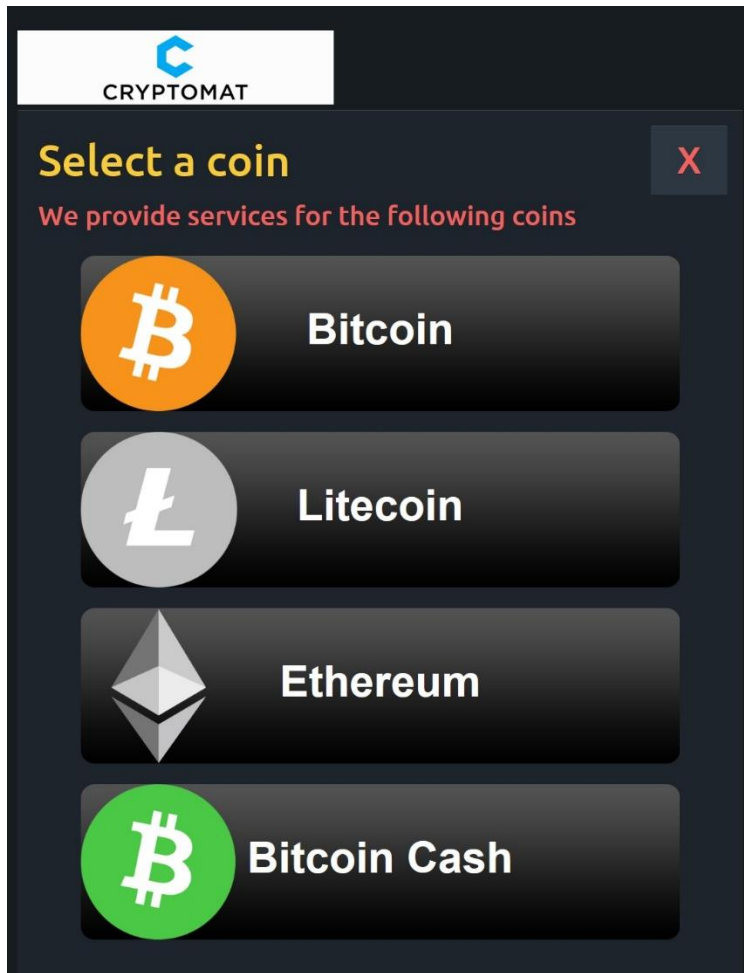 CRYPTOMAT
Select a coin
X
We provide services for the following coins
Bitcoin
Litecoin
Ethereum
Bitcoin Cash